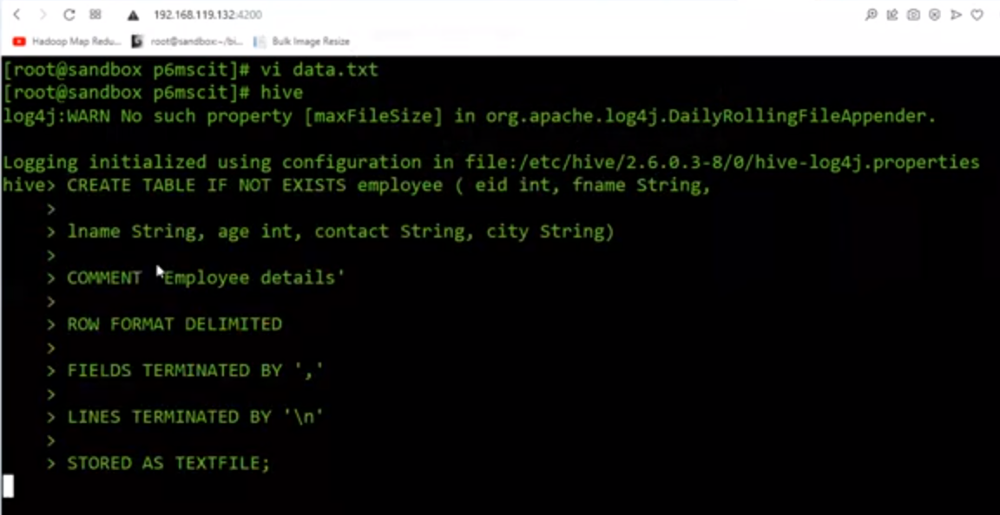 192.168.119.132:4200
Hadoop Map Redu... root@sandbox:~/bi... Bulk Image Resize
[root@sandbox p6mscit]# vi data.txt
[root@sandbox p6mscit]# hive
log4j:WARN No such property [maxFileSize] in org.apache.log4j.DailyRollingFileAppender.
Logging initialized using configuration in file:/etc/hive/2.6.0.3-8/0/hive-log4j.properties
hive> CREATE TABLE IF NOT EXISTS employee ( eid int, fname String,
>
> lname String, age int, contact String, city String)
>
> COMMENT 'Employee details'
>
> ROW FORMAT DELIMITED
>
> FIELDS TERMINATED BY ','
>
> LINES TERMINATED BY '\n'
>
> STORED AS TEXTFILE;